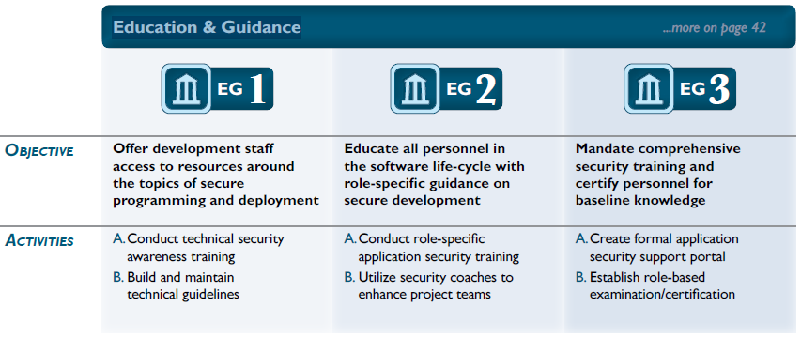 Education & Guidance
...more on page 42
EG 1
EG 2
EG 3
OBJECTIVE
Offer development staff
access to resources around
the topics of secure
programming and deployment
Educate all personnel in
the software life-cycle with
role-specific guidance on
secure development
Mandate comprehensive
security training and
certify personnel for
baseline knowledge
ACTIVITIES
A. Conduct technical security
awareness training
B. Build and maintain
technical guidelines
A. Conduct role-specific
application security training
B. Utilize security coaches to
enhance project teams
A. Create formal application
security support portal
B. Establish role-based
examination/certification